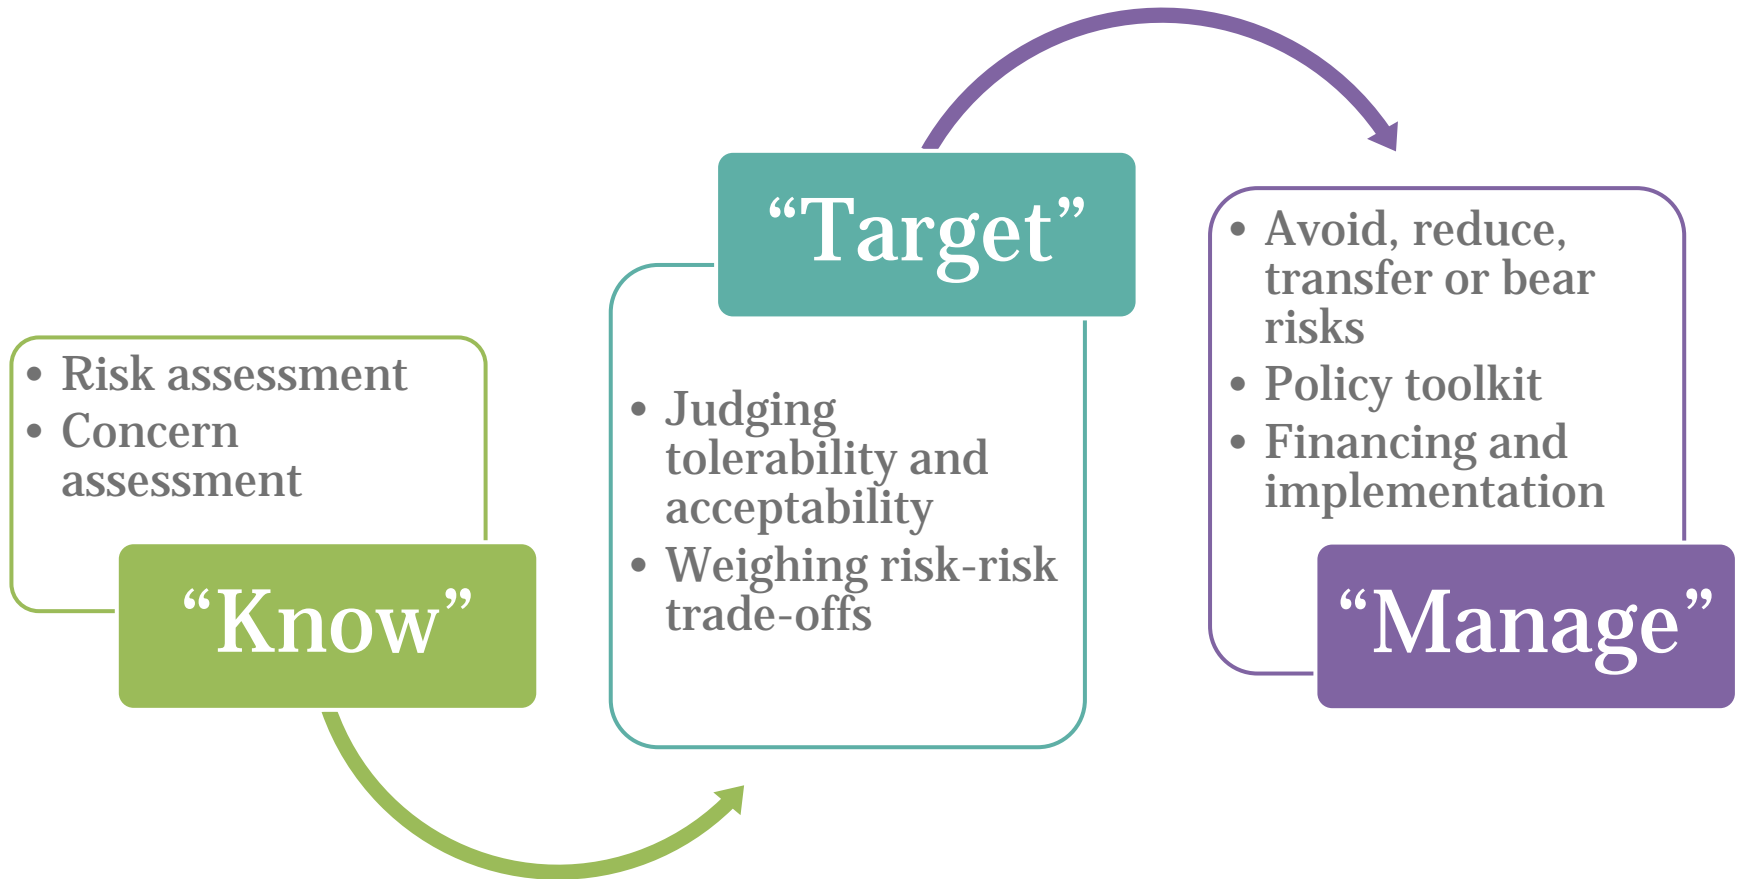 • Risk assessment
• Concern
assessment
“Know”
“Target”
• Judging
tolerability and
acceptability
• Weighing risk-risk
trade-offs
• Avoid, reduce,
transfer or bear
risks
• Policy toolkit
• Financing and
implementation
“Manage”